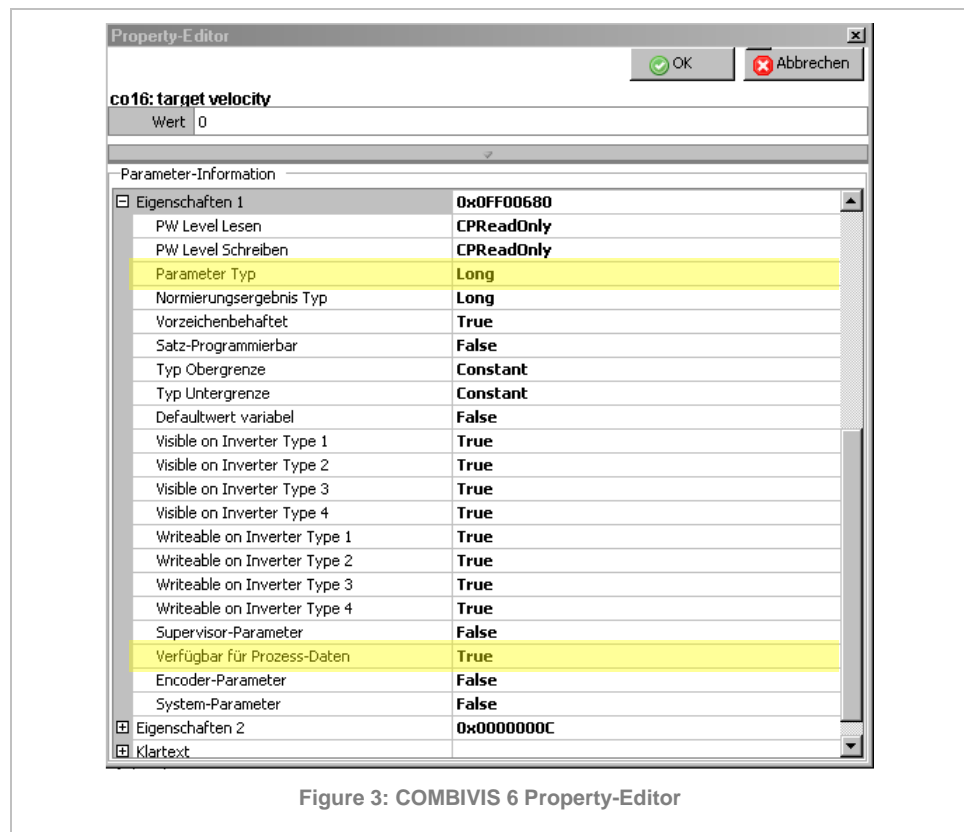 Property-Editor
OK Abbrechen
co16: target velocity
Wert 0
Parameter-Information
Eigenschaften 1 0x0FF00680
PW Level Lesen CPReadOnly
PW Level Schreiben CPReadOnly
Parameter Typ Long
Normierungsergebnis Typ Long
Vorzeichenbehaftet True
Satz-Programmierbar False
Typ Obergrenze Constant
Typ Untergrenze Constant
Defaultwert variabel False
Visible on Inverter Type 1 True
Visible on Inverter Type 2 True
Visible on Inverter Type 3 True
Visible on Inverter Type 4 True
Writeable on Inverter Type 1 True
Writeable on Inverter Type 2 True
Writeable on Inverter Type 3 True
Writeable on Inverter Type 4 True
Supervisor-Parameter False
Verfügbar für Prozess-Daten True
Encoder-Parameter False
System-Parameter False
Eigenschaften 2 0x0000000C
Klartext
Figure 3: COMBIVIS 6 Property-Editor